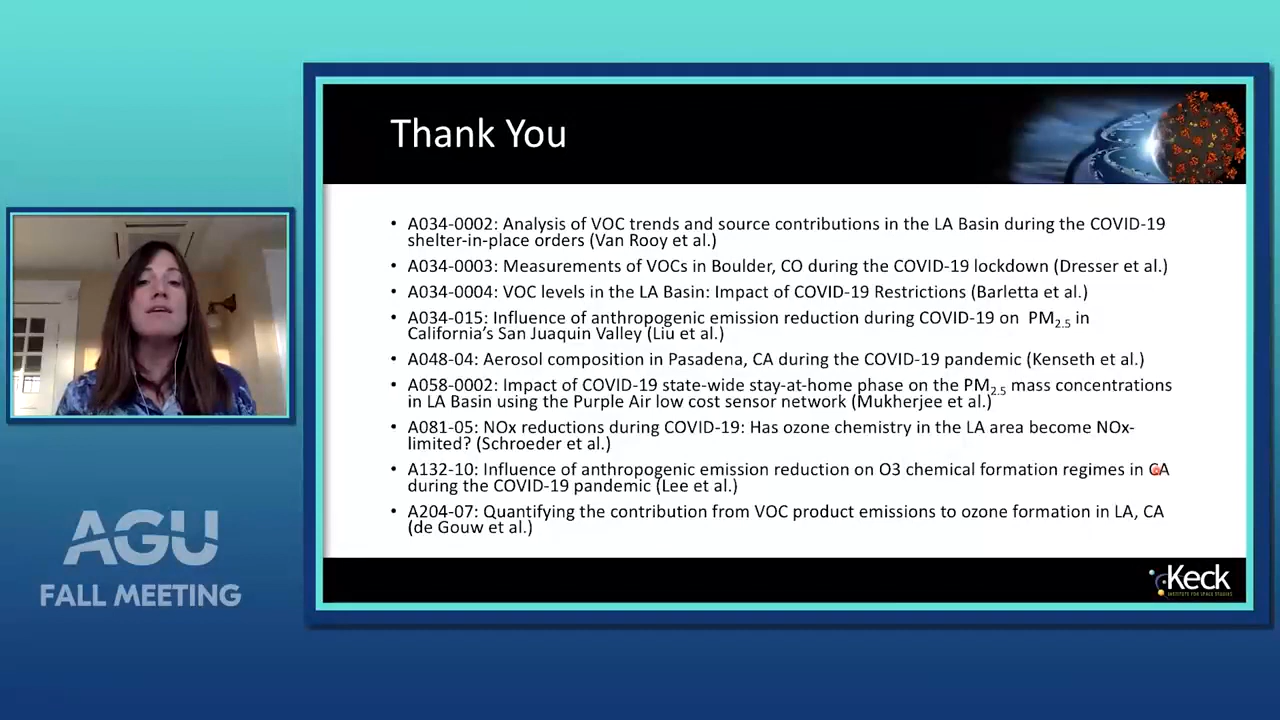 Thank You
• A034-0002: Analysis of VOC trends and source contributions in the LA Basin during the COVID-19
shelter-in-place orders (Van Rooy et al.)
• A034-0003: Measurements of VOCs in Boulder, CO during the COVID-19 lockdown (Dresser et al.)
• A034-0004: VOC levels in the LA Basin: Impact of COVID-19 Restrictions (Barletta et al.)
• A034-015: Influence of anthropogenic emission reduction during COVID-19 on PM2.5 in
California's San Juaquin Valley (Liu et al.)
• A048-04: Aerosol composition in Pasadena, CA during the COVID-19 pandemic (Kenseth et al.)
• A058-0002: Impact of COVID-19 state-wide stay-at-home phase on the PM2.5 mass concentrations
in LA Basin using the Purple Air low cost sensor network (Mukherjee et al.)
• A081-05: NOx reductions during COVID-19: Has ozone chemistry in the LA area become NOx-
limited? (Schroeder et al.)
• A132-10: Influence of anthropogenic emission reduction on O3 chemical formation regimes in CA
during the COVID-19 pandemic (Lee et al.)
• A204-07: Quantifying the contribution from VOC product emissions to ozone formation in LA, CA
(de Gouw et al.)
Keck
INSTITUTE FOR SPACE STUDIES
AGU
FALL MEETING